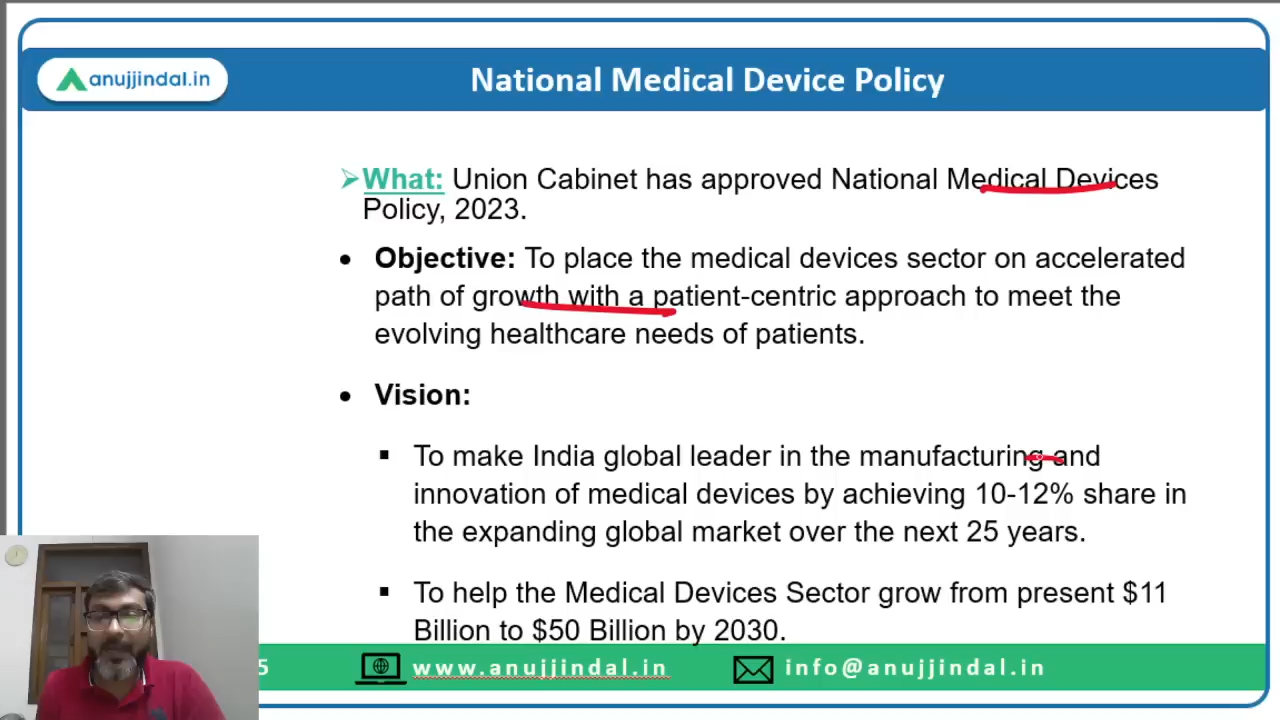 anujjindal.in
National Medical Device Policy
What: Union Cabinet has approved National Medical Devices
Policy, 2023.
Objective: To place the medical devices sector on accelerated
path of growth with a patient-centric approach to meet the
evolving healthcare needs of patients.
Vision:
To make India global leader in the manufacturing and
innovation of medical devices by achieving 10-12% share in
the expanding global market over the next 25 years.
To help the Medical Devices Sector grow from present $11
Billion to $50 Billion by 2030.
5
www.anujjindal.in
info@anujjindal.in